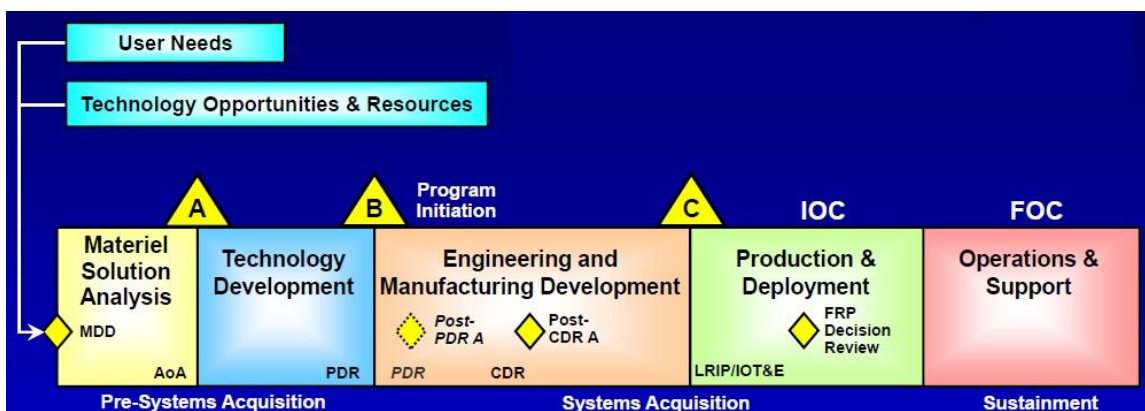 User Needs
Technology Opportunities & Resources
A
B
Program
Initiation
C
IOC
FOC
Materiel
Solution
Analysis
MDD
AoA
Technology
Development
PDR
Engineering and
Manufacturing Development
Post-
PDR A
Post-
CDR A
PDR
CDR
Production &
Deployment
FRP
Decision
Review
LRIP/IOT&E
Operations &
Support
Pre-Systems Acquisition
Systems Acquisition
Sustainment